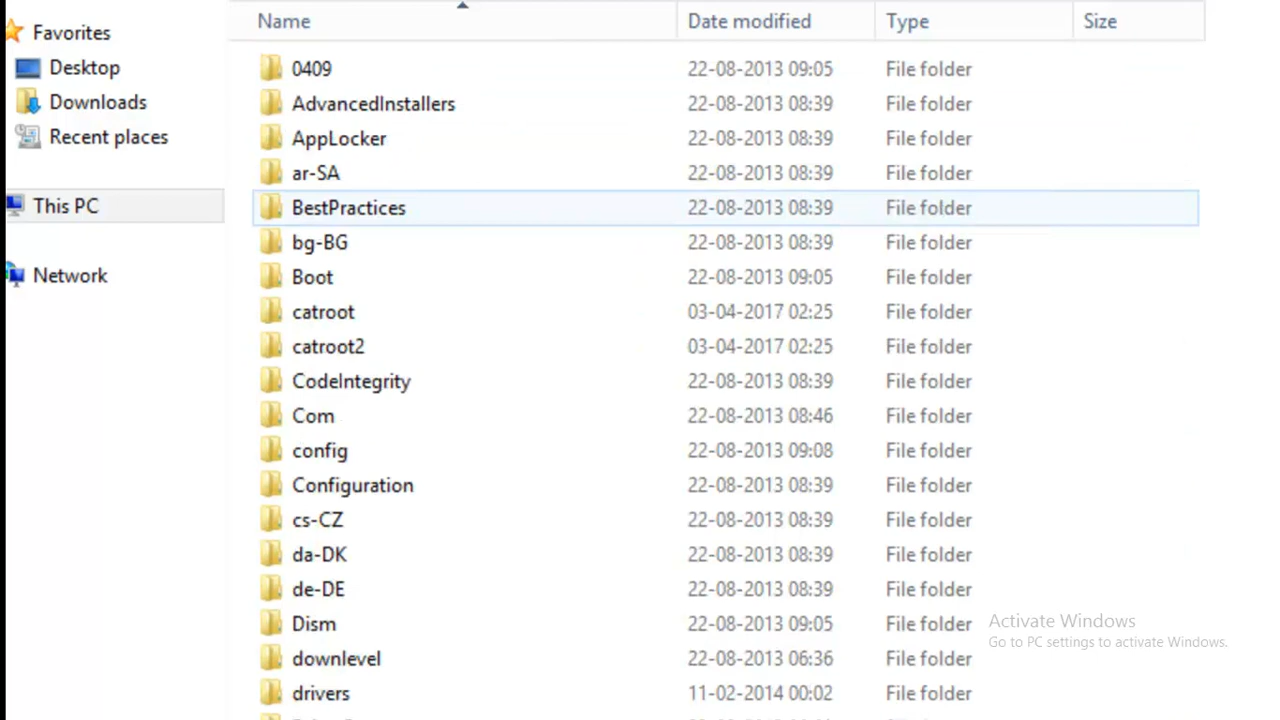 Name Date modified Type Size
Favorites
Desktop
Downloads
Recent places
This PC
Network
0409 22-08-2013 09:05 File folder
AdvancedInstallers 22-08-2013 08:39 File folder
AppLocker 22-08-2013 08:39 File folder
ar-SA 22-08-2013 08:39 File folder
BestPractices 22-08-2013 08:39 File folder
bg-BG 22-08-2013 08:39 File folder
Boot 22-08-2013 09:05 File folder
catroot 03-04-2017 02:25 File folder
catroot2 03-04-2017 02:25 File folder
CodeIntegrity 22-08-2013 08:39 File folder
Com 22-08-2013 08:46 File folder
config 22-08-2013 09:08 File folder
Configuration 22-08-2013 08:39 File folder
cs-CZ 22-08-2013 08:39 File folder
da-DK 22-08-2013 08:39 File folder
de-DE 22-08-2013 08:39 File folder
Dism 22-08-2013 09:05 File folder
downlevel 22-08-2013 06:36 File folder
drivers 11-02-2014 00:02 File folder
Activate Windows
Go to PC settings to activate Windows.